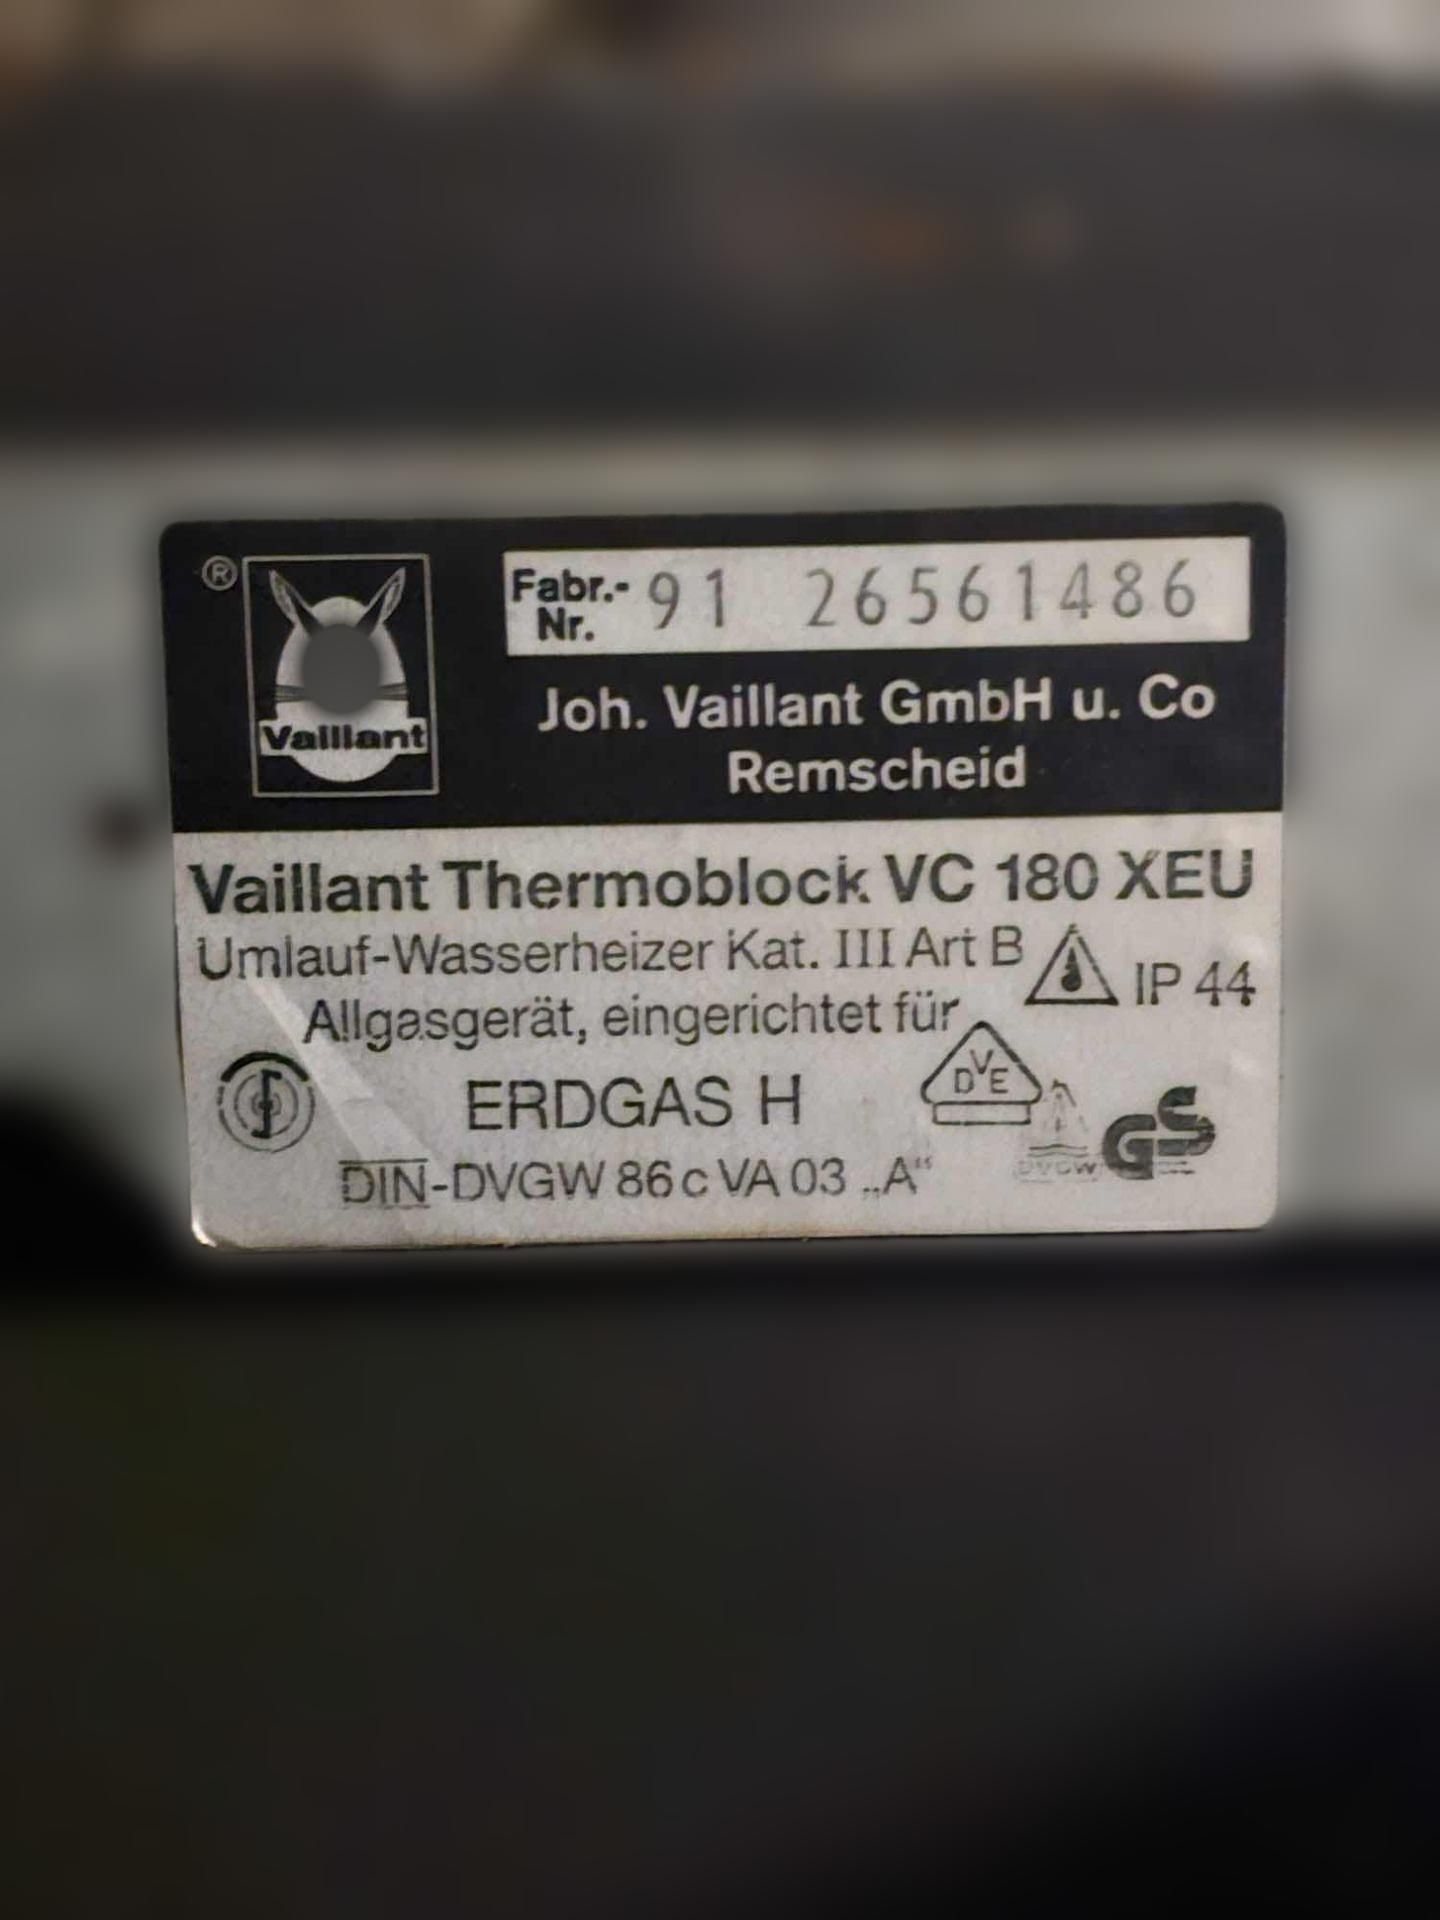 ®
Vaillant
Fabr.-
Nr. 91 26561486
Joh. Vaillant GmbH u. Co
Remscheid
Vaillant Thermoblock VC 180 XEU
Umlauf-Wasserheizer Kat. III Art B
IP 44
Allgasgerät, eingerichtet für
DVE
ERDGAS H
DVGW
GS
DIN-DVGW 86 c VA 03 „A“